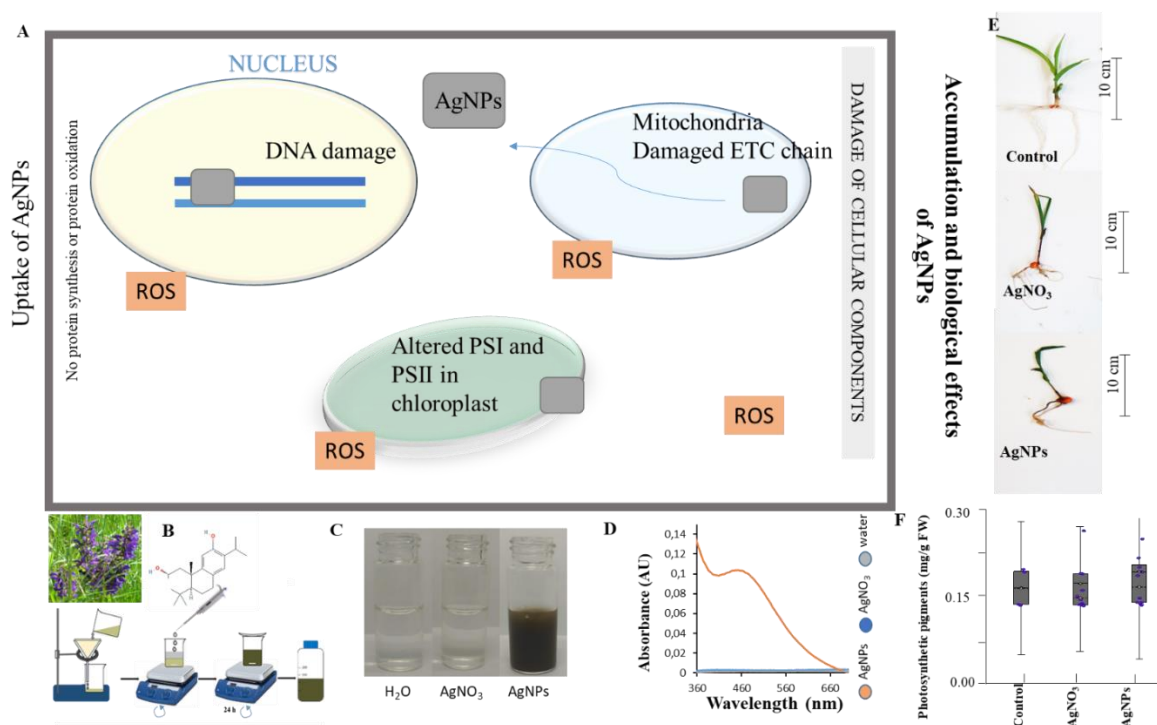 A
Uptake of AgNPs
No protein synthesis or protein oxidation
NUCLEUS
DNA damage
ROS
AgNPs
Mitochondria
Damaged ETC chain
ROS
Altered PSI and
PSII in
chloroplast
ROS
ROS
DAMAGE OF CELLULAR COMPONENTS
Accumulation and biological effects
of AgNPs
E
10 cm
Control
10 cm
AgNO₃
10 cm
AgNPs
B
H
O
O
H
H
24 h
C
H₂O
AgNO₃
AgNPs
D
Absorbance (AU)
0,14
0,12
0,1
0,08
0,06
0,04
0,02
0
360
460
560
660
Wavelength (nm)
water
AgNO₃
AgNPs
F
Photosynthetic pigments (mg/g FW)
0.30
0.15
0.00
Control
AgNO₃
AgNPs